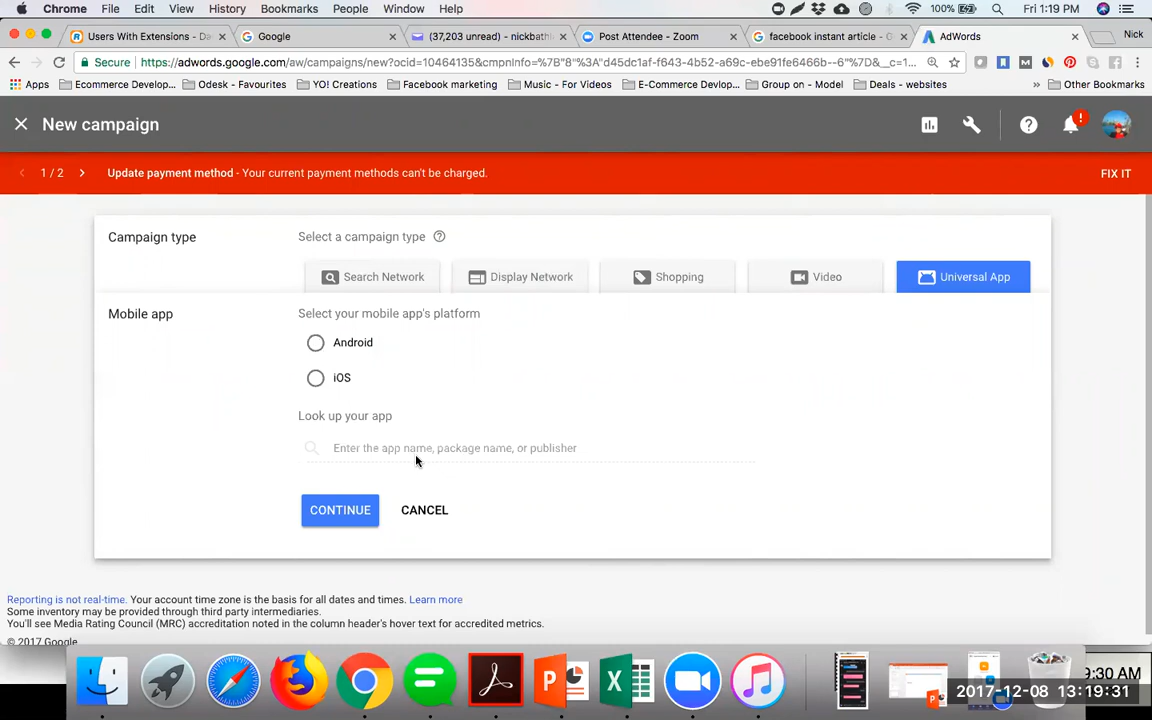 Chrome File Edit View History Bookmarks People Window Help 100% Fri 1:19 PM
Users With Extensions - Da Google (37,203 unread) - nickbathl Post Attendee - Zoom facebook instant article - G AdWords Nick
Secure https://adwords.google.com/aw/campaigns/new?ocid=10464135&cmpnInfo=%7B"8"%3A"d45dc1af-f643-4b52-a69c-ebe91fe6466b--6"%7D&__c=1...
Apps Ecommerce Developm... Odesk - Favourites YO! Creations Facebook marketing Music - For Videos E-Commerce Devlop... Group on - Model Deals - websites » Other Bookmarks
New campaign
1 / 2 Update payment method - Your current payment methods can't be charged. FIX IT
Campaign type Select a campaign type
Search Network Display Network Shopping Video Universal App
Mobile app Select your mobile app's platform
Android
iOS
Look up your app
Enter the app name, package name, or publisher
CONTINUE CANCEL
Reporting is not real-time. Your account time zone is the basis for all dates and times. Learn more
Some inventory may be provided through third party intermediaries.
You'll see Media Rating Council (MRC) accreditation noted in the column header's hover text for accredited metrics.
© 2017 Google
9:30 AM
2017-12-08 13:19:31